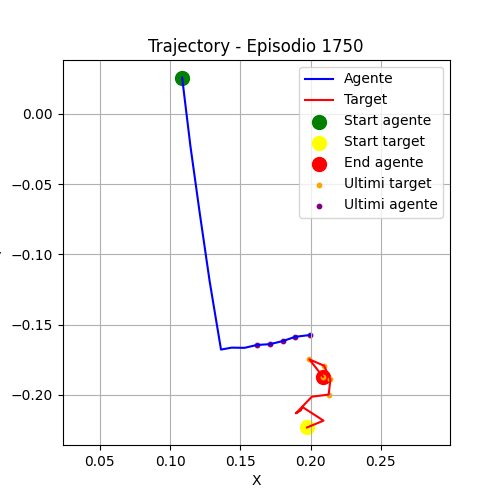 Trajectory - Episodio 1750
Agente
Target
Start agente
Start target
End agente
Ultimi target
Ultimi agente
0.00
−0.05
−0.10
−0.15
−0.20
0.05
0.10
0.15
0.20
0.25
X